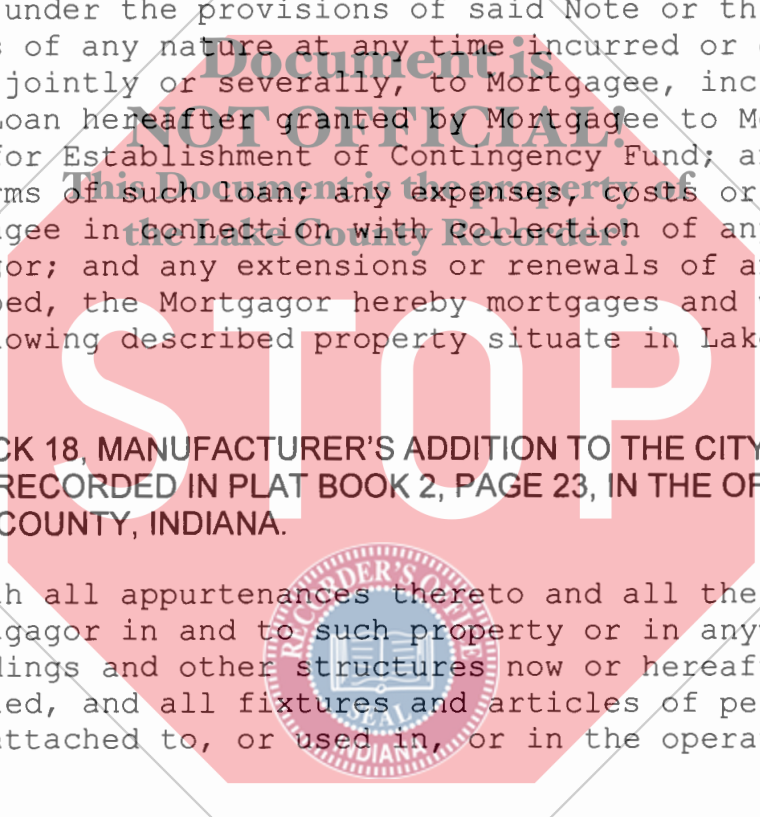 under the provisions of said Note or th
s of any nature at any time incurred or
jointly or severally, to Mortgagee, inc
Loan hereafter granted by Mortgagee to M
for Establishment of Contingency Fund; a
rms of such loan; any expenses, costs or
gee in connection with collection of an
gor; and any extensions or renewals of a
bed, the Mortgagor hereby mortgages and
lowing described property situate in Lak
CK 18, MANUFACTURER'S ADDITION TO THE CITY
RECORDED IN PLAT BOOK 2, PAGE 23, IN THE OF
COUNTY, INDIANA.
h all appurtenances thereto and all the
gagor in and to such property or in any
dings and other structures now or hereaf
ed, and all fixtures and articles of pe
attached to, or used in, or in the opera
Document is
NOT OFFICIAL!
This Document is the property of
the Lake County Recorder!
STOP
RECORDER'S OFFICE
SEAL
INDIANA